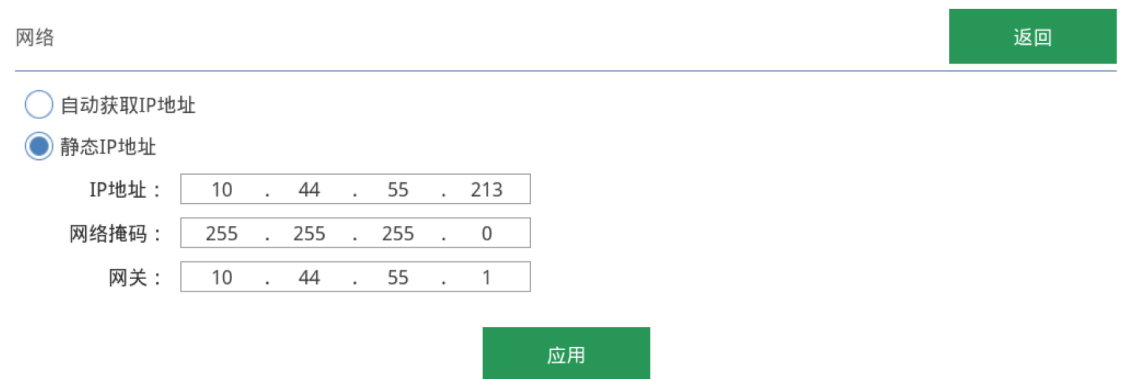 网络
返回
自动获取IP地址
静态IP地址
IP地址： 10 . 44 . 55 . 213
网络掩码： 255 . 255 . 255 . 0
网关： 10 . 44 . 55 . 1
应用